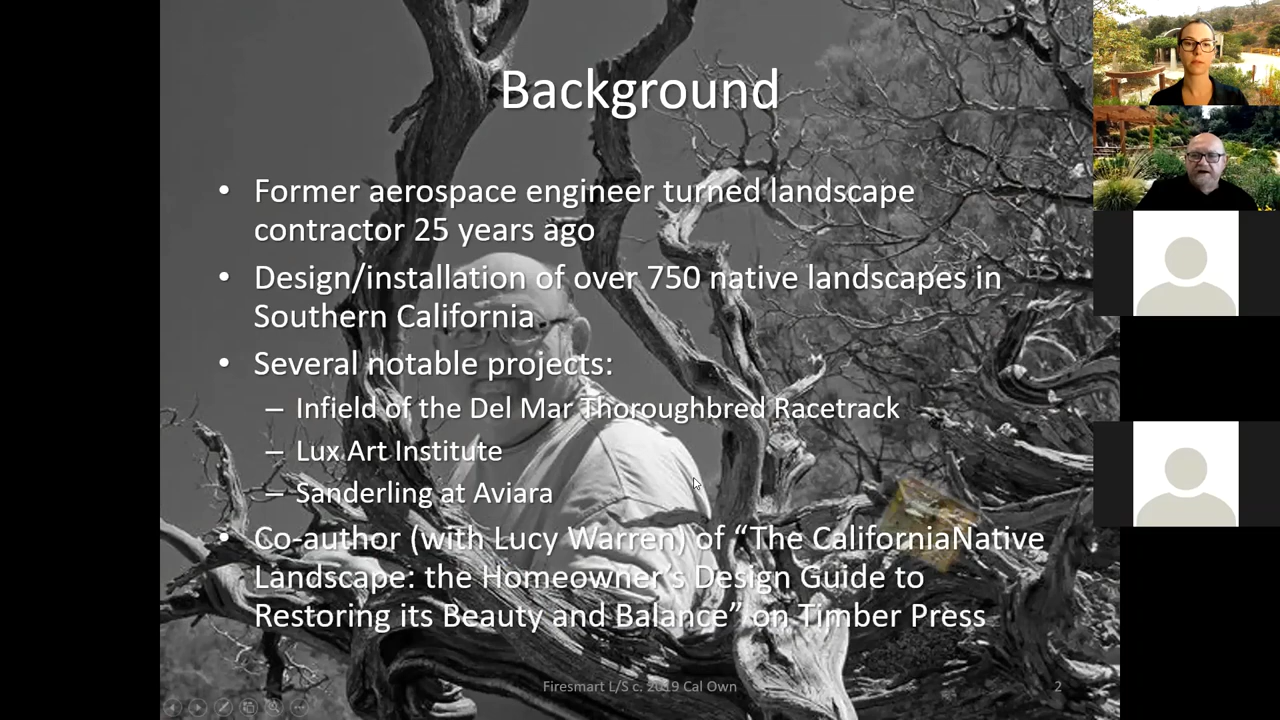 Background
• Former aerospace engineer turned landscape
contractor 25 years ago
• Design/installation of over 750 native landscapes in
Southern California
• Several notable projects:
– Infield of the Del Mar Thoroughbred Racetrack
– Lux Art Institute
– Sanderling at Aviara
• Co-author (with Lucy Warren) of “The CaliforniaNative
Landscape: the Homeowner’s Design Guide to
Restoring its Beauty and Balance” on Timber Press
Firesmart L/S c. 2019 Cal Own
2